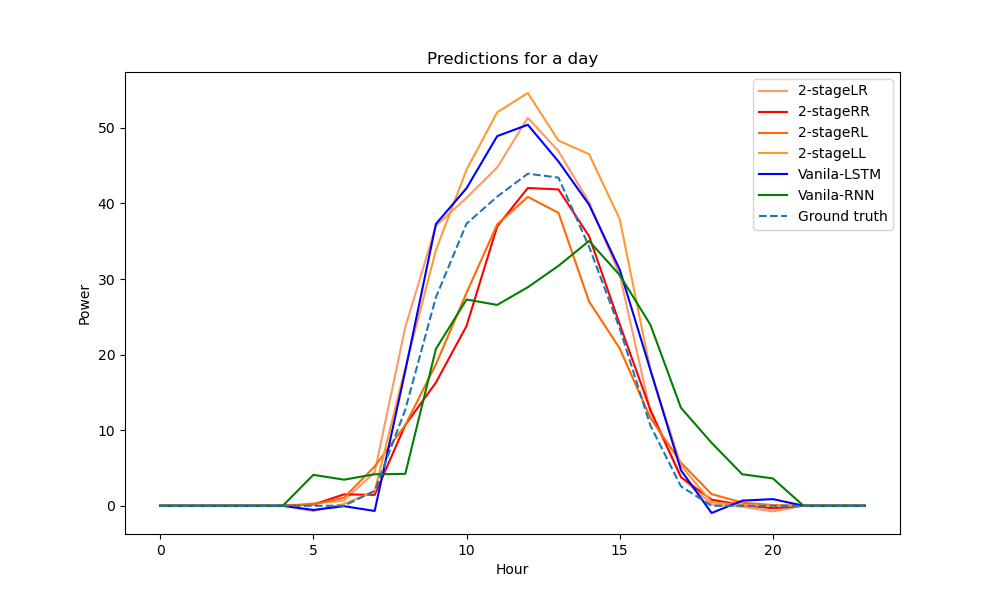 Predictions for a day
2-stageLR
2-stageRR
2-stageRL
2-stageLL
Vanila-LSTM
Vanila-RNN
Ground truth
50
40
30
20
10
0
Power
0 5 10 15 20
Hour